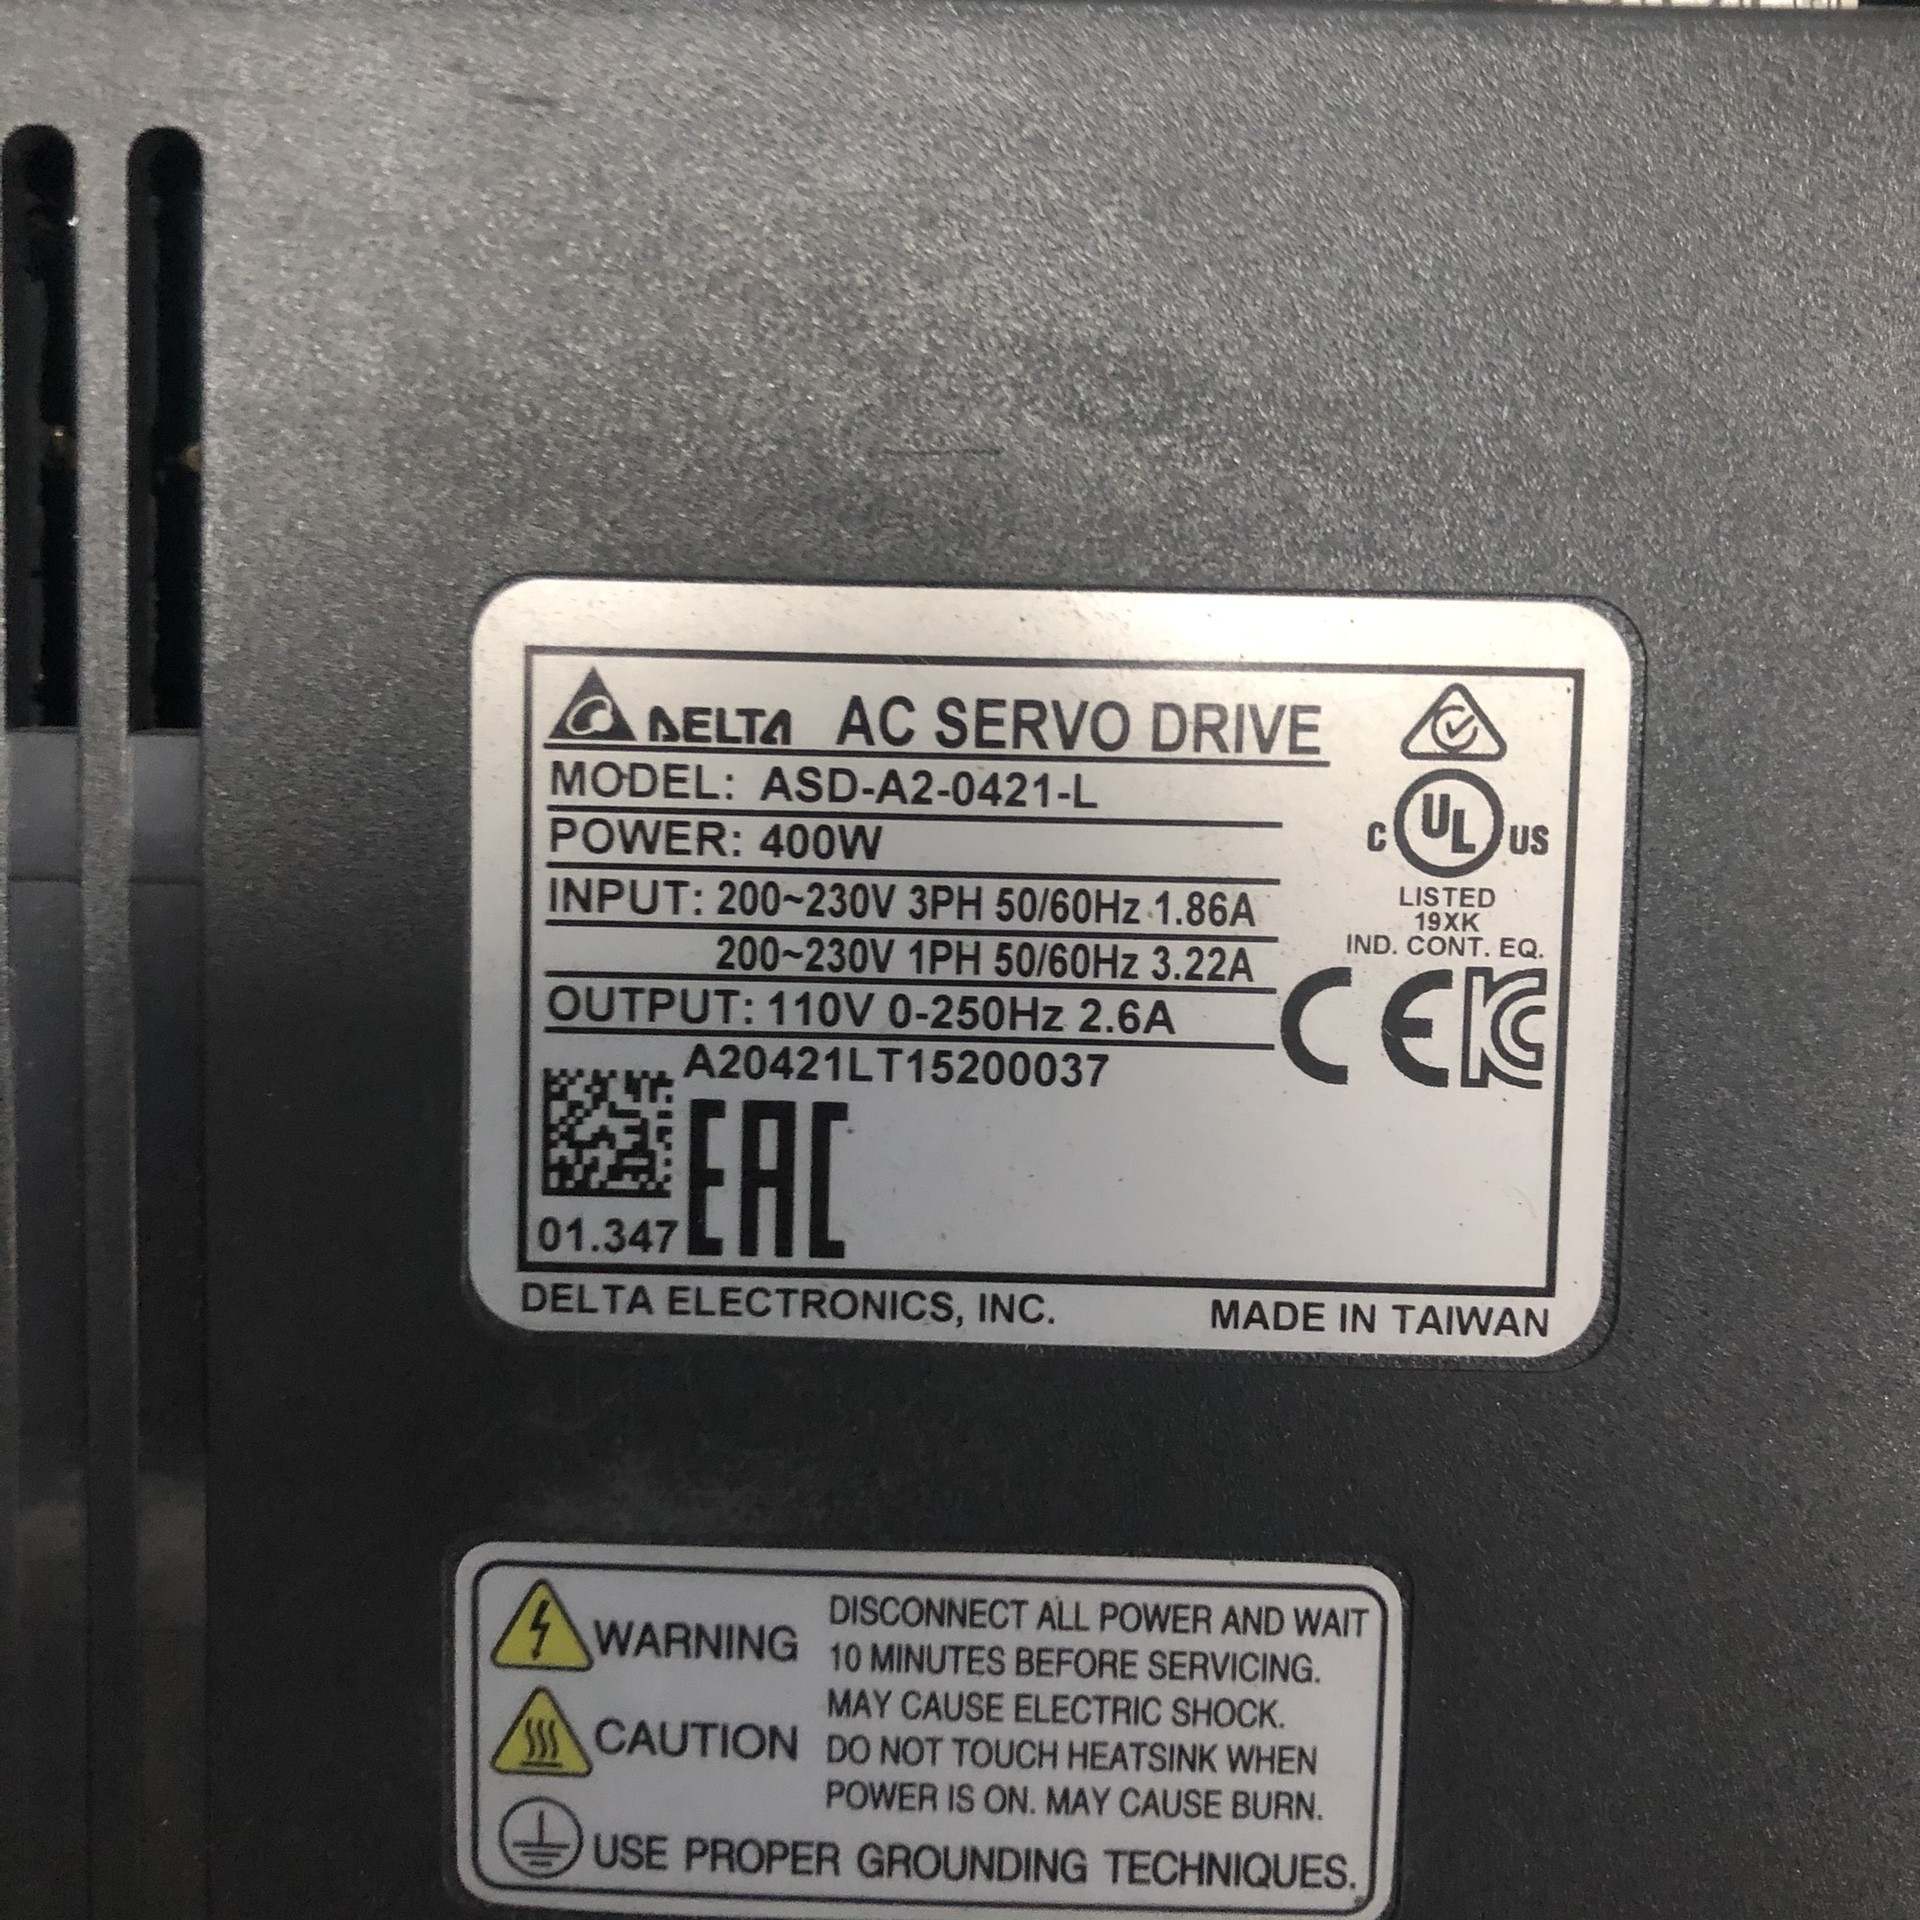 DELTA AC SERVO DRIVE
MODEL: ASD-A2-0421-L
POWER: 400W
INPUT: 200~230V 3PH 50/60Hz 1.86A
200~230V 1PH 50/60Hz 3.22A
OUTPUT: 110V 0-250Hz 2.6A
A20421LT15200037
01.347
EAC
C UL US
LISTED
19XK
IND. CONT. EQ.
CE KC
DELTA ELECTRONICS, INC. MADE IN TAIWAN
WARNING
DISCONNECT ALL POWER AND WAIT
10 MINUTES BEFORE SERVICING.
MAY CAUSE ELECTRIC SHOCK.
CAUTION
DO NOT TOUCH HEATSINK WHEN
POWER IS ON. MAY CAUSE BURN.
USE PROPER GROUNDING TECHNIQUES.